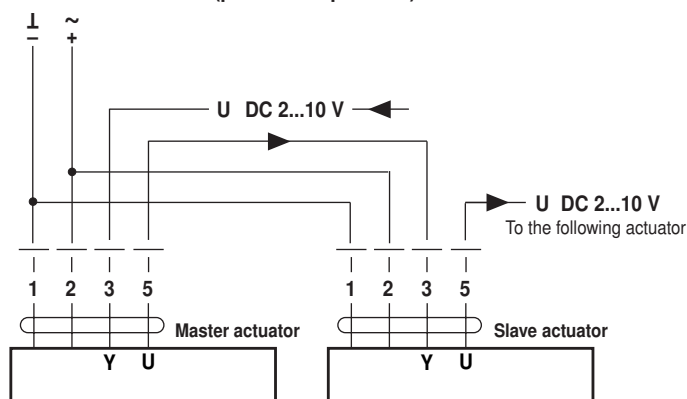 ⊥ ~
– +
U DC 2...10 V
U DC 2...10 V
To the following actuator
1 2 3 5
1 2 3 5
Master actuator
Slave actuator
Y U
Y U